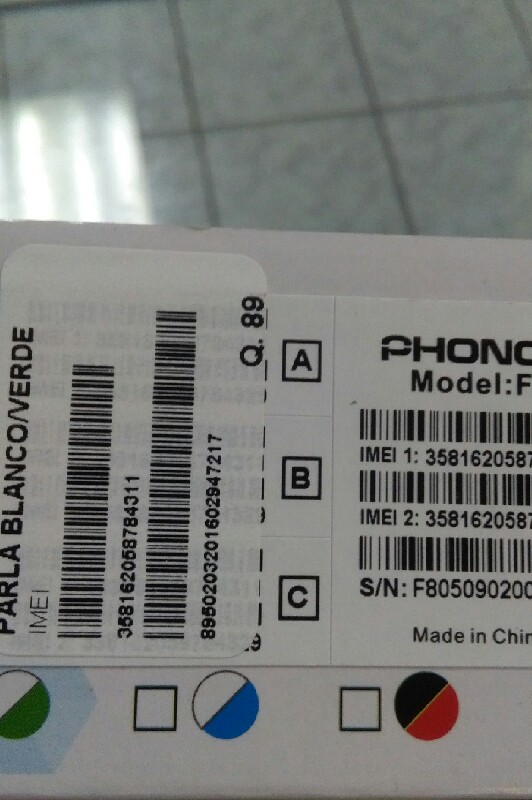 PARLA BLANCO/VERDE
IMEI
358162058784311
8950203201602947217
Q. 89
A
B
C
PHONO
Model:F
IMEI 1: 3581620587
IMEI 2: 3581620587
S/N: F805090200
Made in Chin